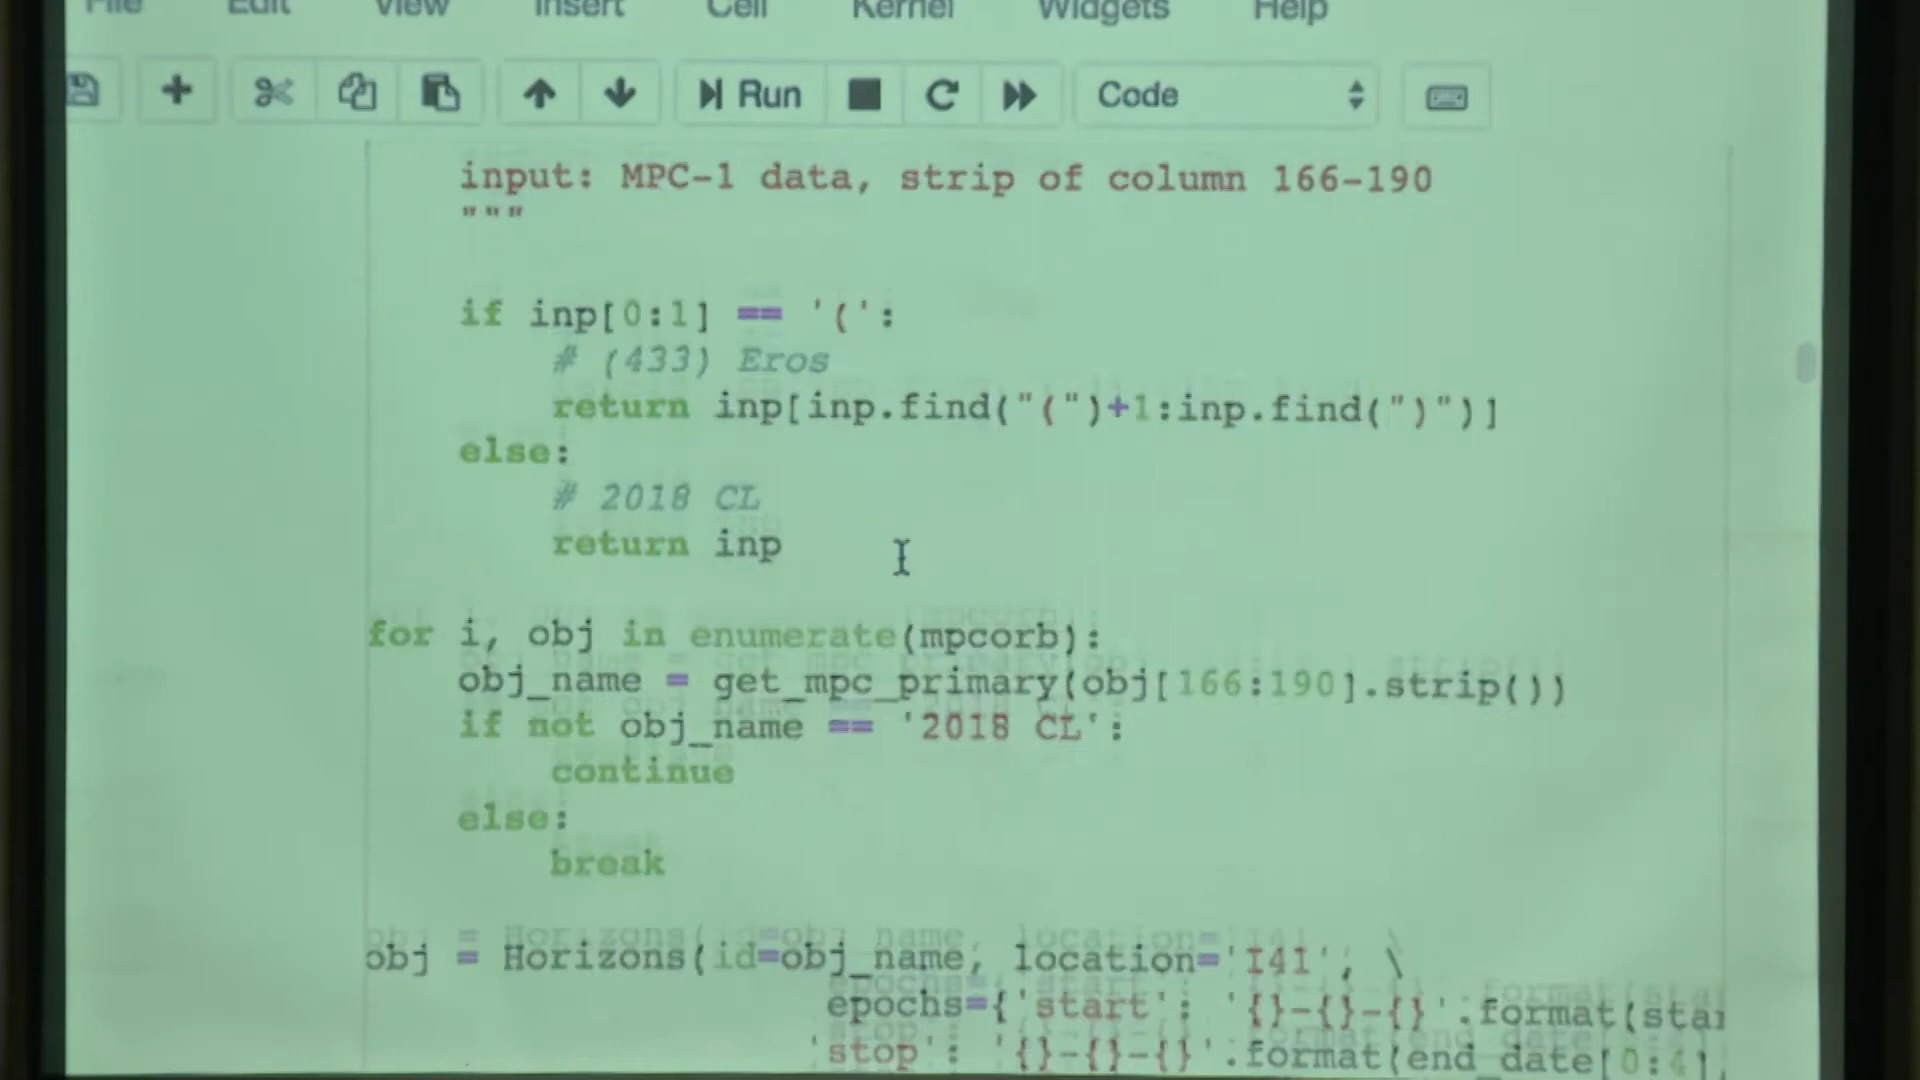 File Edit View Insert Cell Kernel Widgets Help
Run Code
input: MPC-1 data, strip of column 166-190
"""
if inp[0:1] == '(':
# (433) Eros
return inp[inp.find("(")+1:inp.find(")")]
else:
# 2018 CL
return inp
for i, obj in enumerate(mpcorb):
obj_name = get_mpc_primary(obj[166:190].strip())
if not obj_name == '2018 CL':
continue
else:
break
obj = Horizons(id=obj_name, location='I41', \
epochs={'start': '{}-{}-{}'.format(star
'stop': '{}-{}-{}'.format(end_date[0:4],